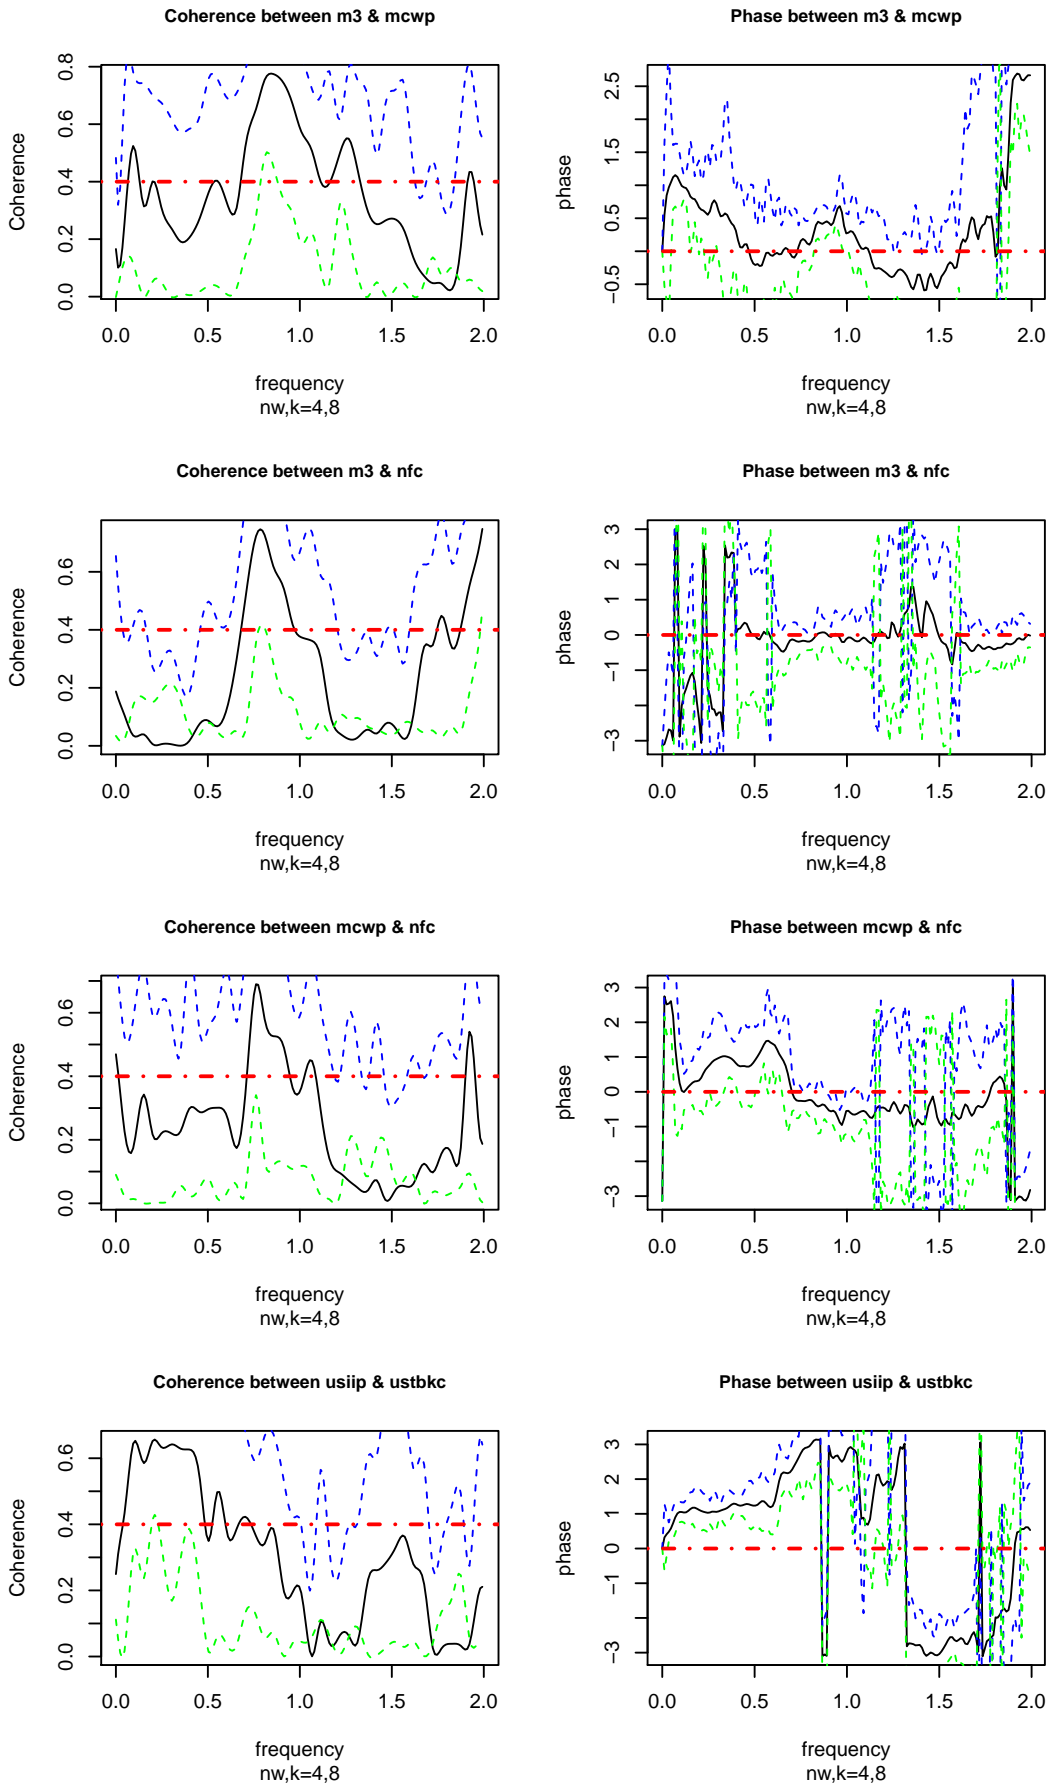 Coherence between m3 & mcwp
Coherence
0.0 0.2 0.4 0.6 0.8
0.0 0.5 1.0 1.5 2.0
frequency
nw,k=4,8
Phase between m3 & mcwp
phase
−0.5 0.5 1.5 2.5
0.0 0.5 1.0 1.5 2.0
frequency
nw,k=4,8
Coherence between m3 & nfc
Coherence
0.0 0.2 0.4 0.6
0.0 0.5 1.0 1.5 2.0
frequency
nw,k=4,8
Phase between m3 & nfc
phase
−3 −1 0 1 2 3
0.0 0.5 1.0 1.5 2.0
frequency
nw,k=4,8
Coherence between mcwp & nfc
Coherence
0.0 0.2 0.4 0.6
0.0 0.5 1.0 1.5 2.0
frequency
nw,k=4,8
Phase between mcwp & nfc
phase
−3 −1 0 1 2 3
0.0 0.5 1.0 1.5 2.0
frequency
nw,k=4,8
Coherence between usiip & ustbkc
Coherence
0.0 0.2 0.4 0.6
0.0 0.5 1.0 1.5 2.0
frequency
nw,k=4,8
Phase between usiip & ustbkc
phase
−3 −1 0 1 2 3
0.0 0.5 1.0 1.5 2.0
frequency
nw,k=4,8